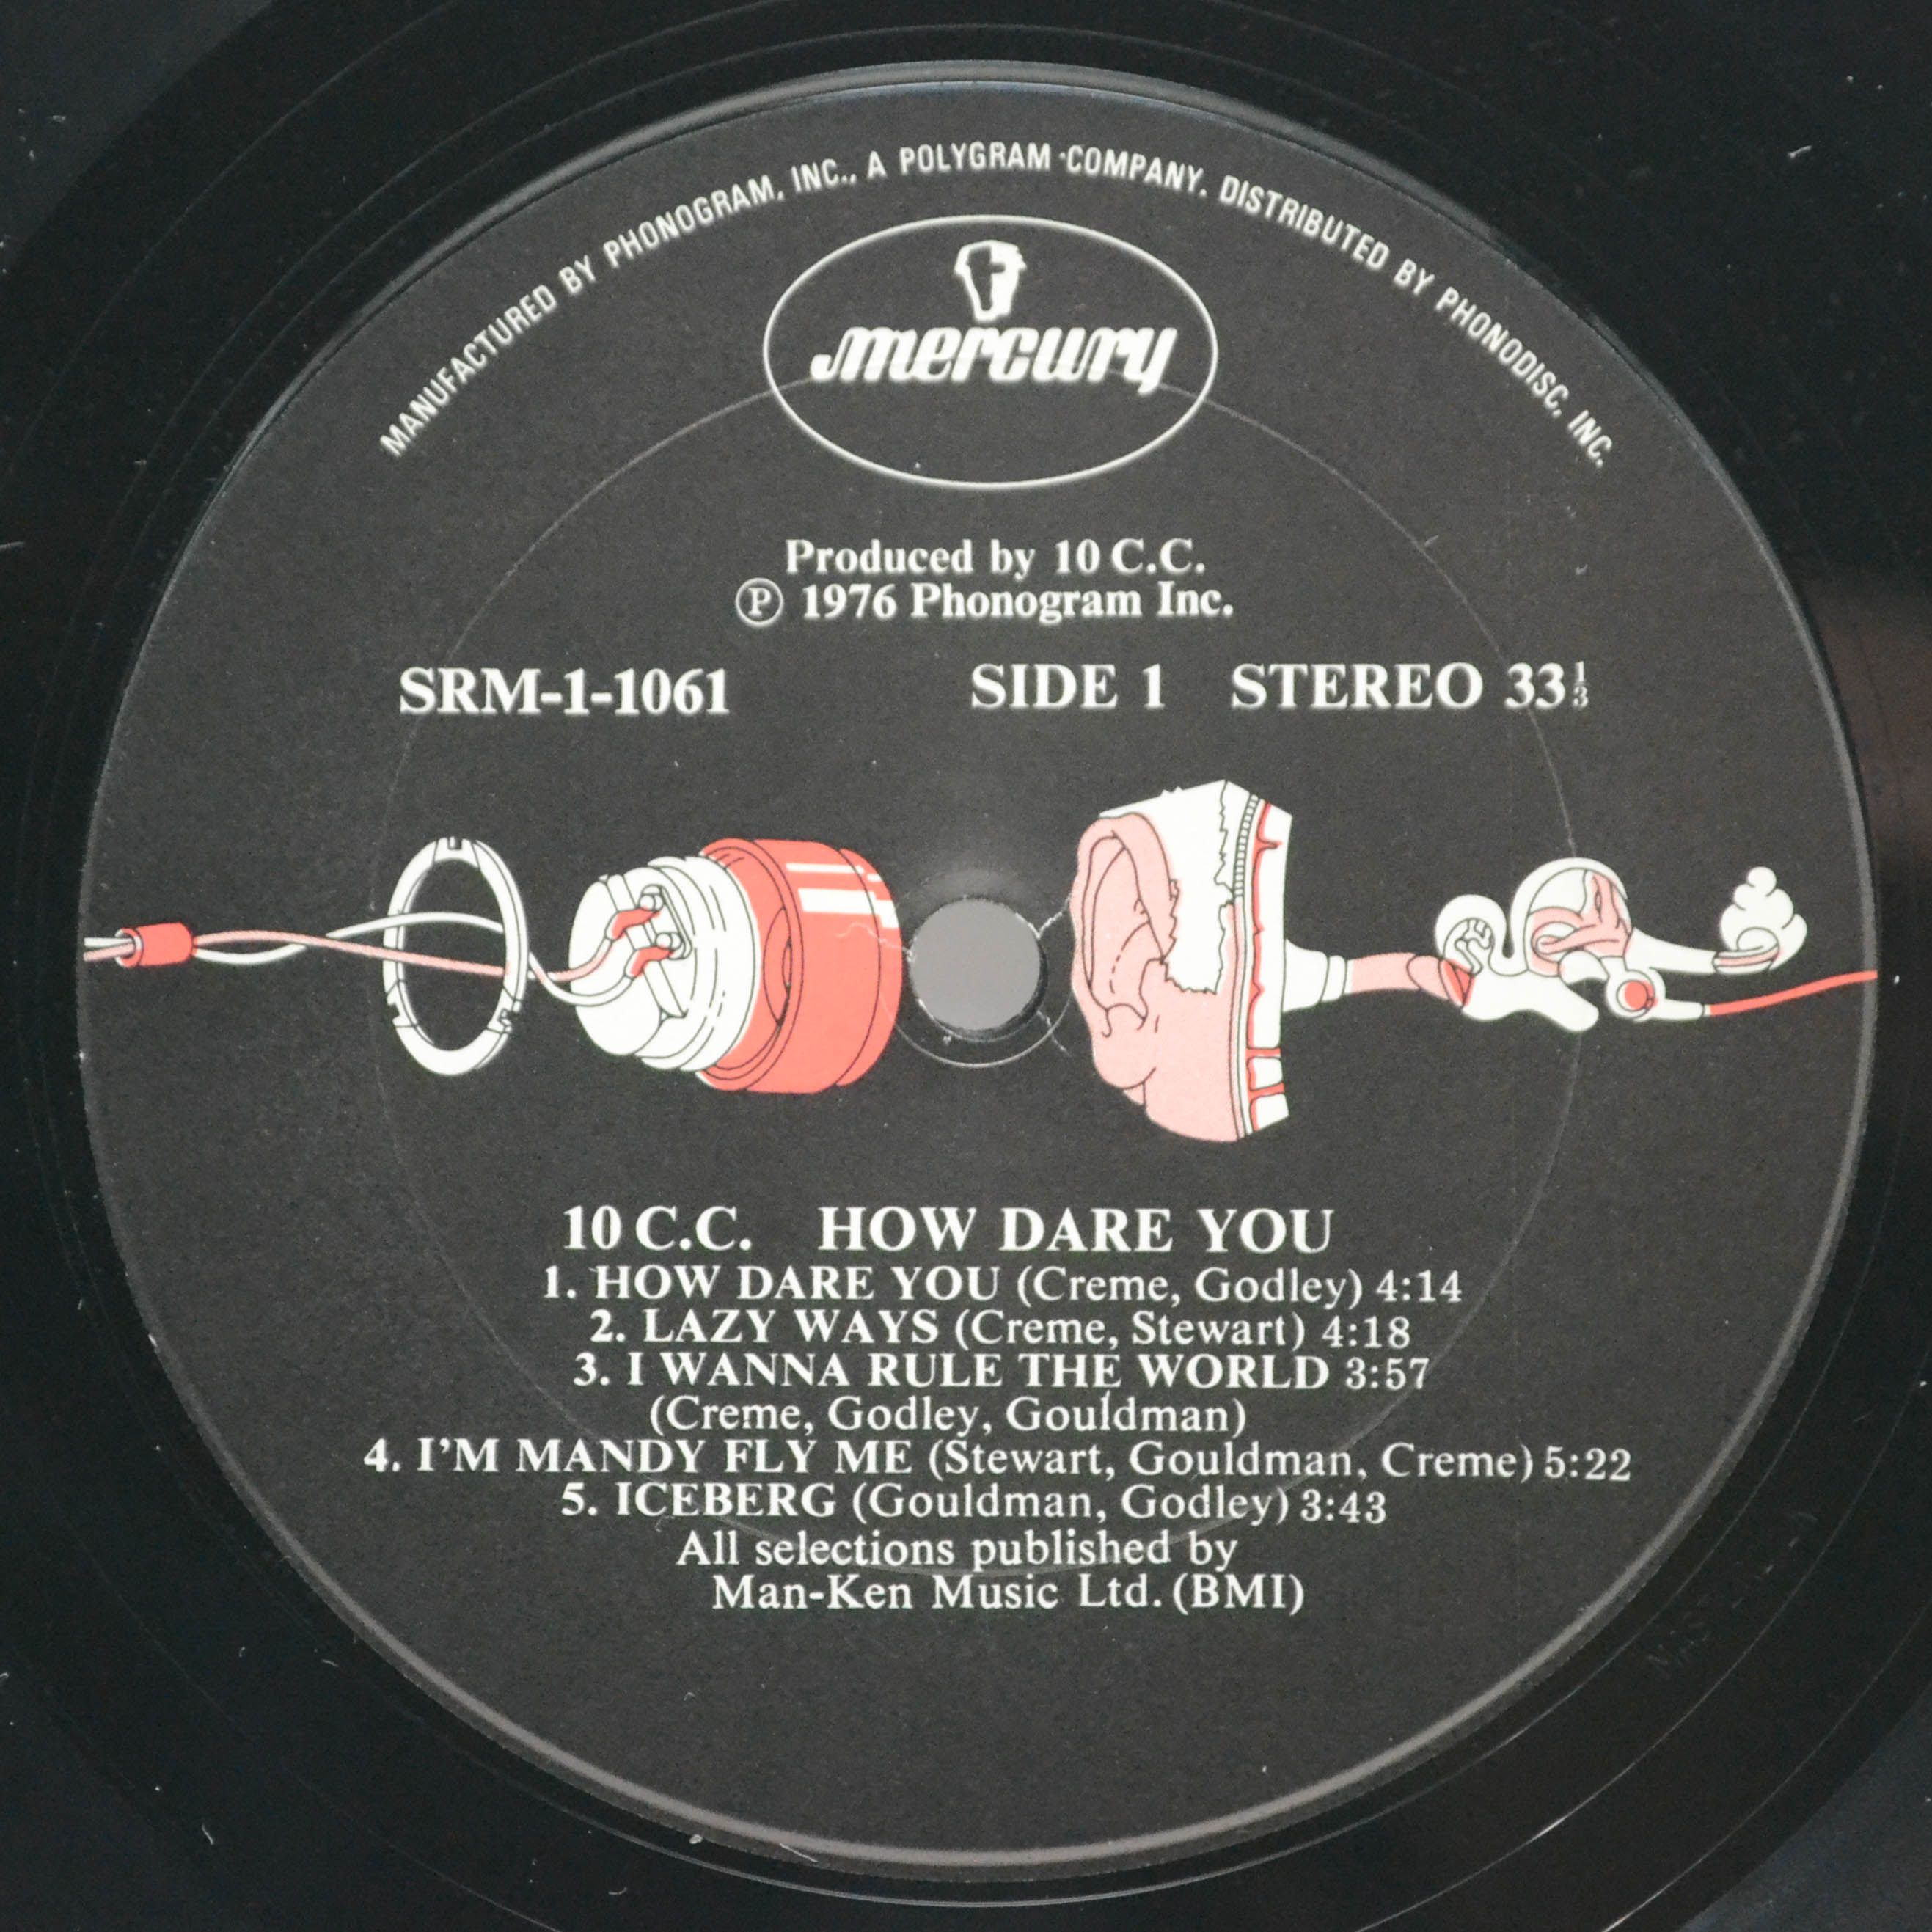 MANUFACTURED BY PHONOGRAM, INC., A POLYGRAM COMPANY. DISTRIBUTED BY PHONODISC, INC.
mercury
Produced by 10 C.C.
Ⓟ 1976 Phonogram Inc.
SRM-1-1061 SIDE 1 STEREO 33⅓
10 C.C. HOW DARE YOU
1. HOW DARE YOU (Creme, Godley) 4:14
2. LAZY WAYS (Creme, Stewart) 4:18
3. I WANNA RULE THE WORLD 3:57
(Creme, Godley, Gouldman)
4. I'M MANDY FLY ME (Stewart, Gouldman, Creme) 5:22
5. ICEBERG (Gouldman, Godley) 3:43
All selections published by
Man-Ken Music Ltd. (BMI)